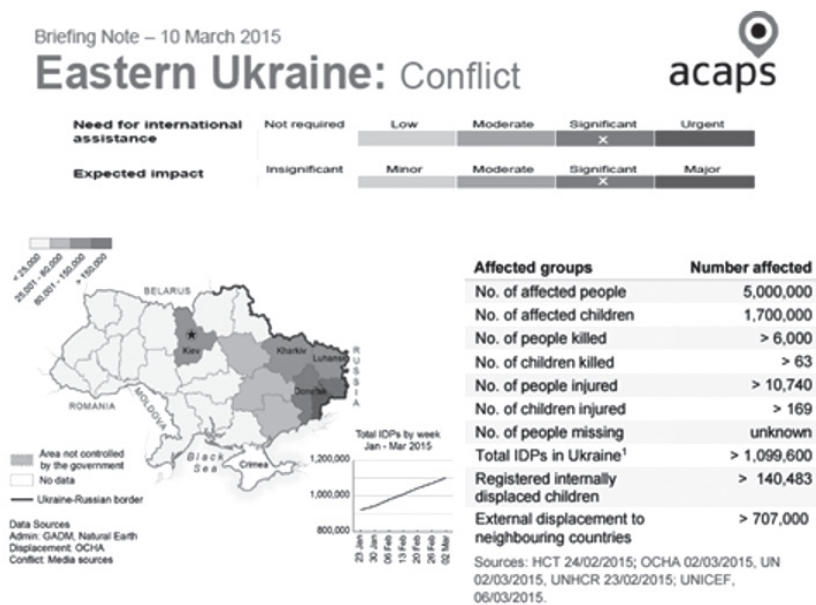 Briefing Note – 10 March 2015
Eastern Ukraine: Conflict
acaps
Need for international assistance Not required Low Moderate Significant Urgent
Expected impact Insignificant Minor Moderate Significant Major
< 25,000
25,001 - 60,000
60,001 - 150,000
> 150,000
BELARUS
Kiev
Kharkiv
Luhansk
Donetsk
RUSSIA
ROMANIA
MOLDOVA
Black Sea
Crimea
Area not controlled
by the government
No data
Ukraine-Russian border
Data Sources
Admin: GADM, Natural Earth
Displacement: OCHA
Conflict: Media sources
Total IDPs by week
Jan - Mar 2015
1,200,000
1,000,000
800,000
23 Jan
30 Jan
06 Feb
13 Feb
20 Feb
26 Feb
02 Mar
Affected groups Number affected
No. of affected people 5,000,000
No. of affected children 1,700,000
No. of people killed > 6,000
No. of children killed > 63
No. of people injured > 10,740
No. of children injured > 169
No. of people missing unknown
Total IDPs in Ukraine¹ > 1,099,600
Registered internally displaced children > 140,483
External displacement to neighbouring countries > 707,000
Sources: HCT 24/02/2015; OCHA 02/03/2015, UN
02/03/2015, UNHCR 23/02/2015; UNICEF,
06/03/2015.